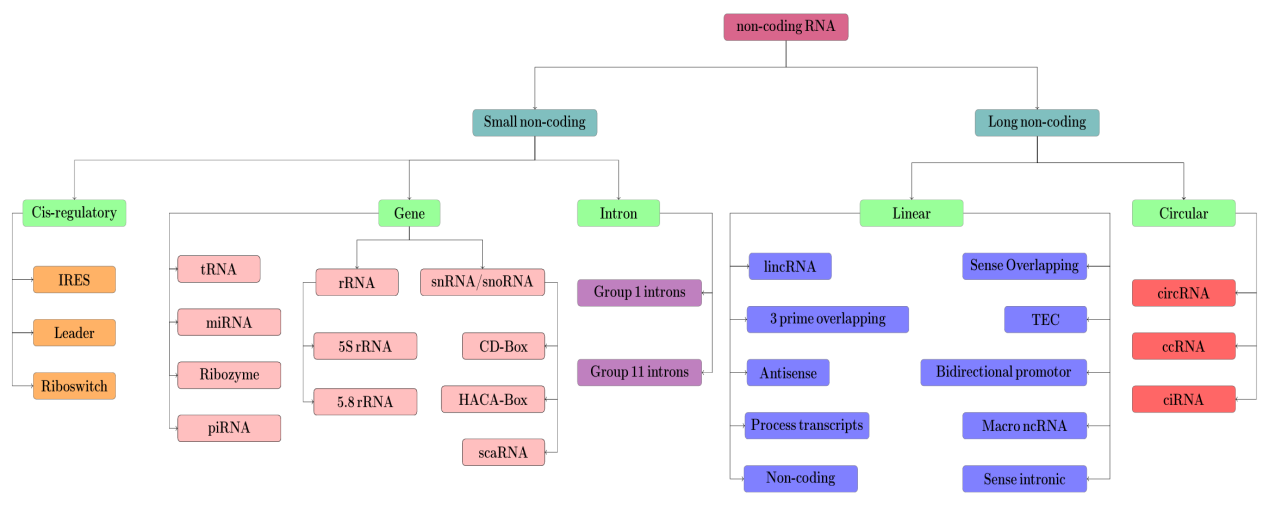 non-coding RNA
Small non-coding
Long non-coding
Cis-regulatory
Gene
Intron
Linear
Circular
IRES
Leader
Riboswitch
tRNA
miRNA
Ribozyme
piRNA
rRNA
5S rRNA
5.8 rRNA
snRNA/snoRNA
CD-Box
HACA-Box
scaRNA
Group 1 introns
Group 11 introns
lincRNA
3 prime overlapping
Antisense
Process transcripts
Non-coding
Sense Overlapping
TEC
Bidirectional promotor
Macro ncRNA
Sense intronic
circRNA
ccRNA
ciRNA